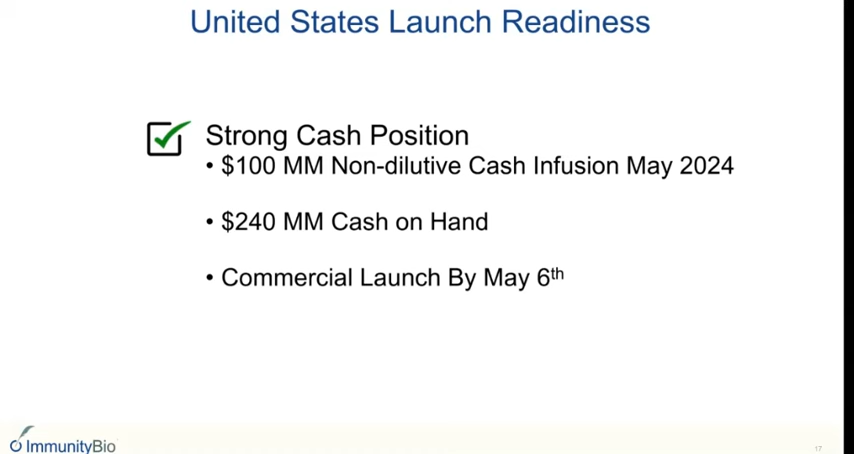 United States Launch Readiness
Strong Cash Position
• $100 MM Non-dilutive Cash Infusion May 2024
• $240 MM Cash on Hand
• Commercial Launch By May 6th
ImmunityBio
17